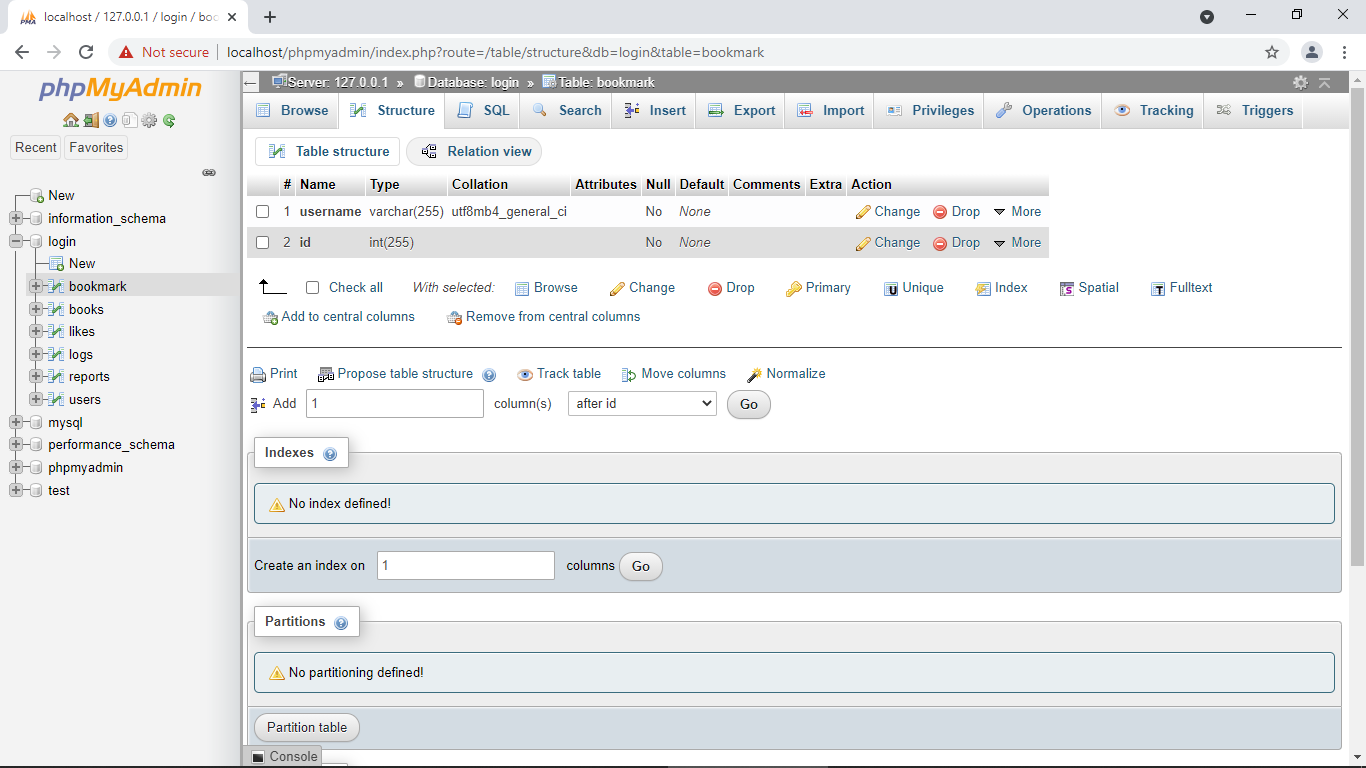 localhost / 127.0.0.1 / login / boo
Not secure localhost/phpmyadmin/index.php?route=/table/structure&db=login&table=bookmark
phpMyAdmin
Recent Favorites
New
information_schema
login
New
bookmark
books
likes
logs
reports
users
mysql
performance_schema
phpmyadmin
test
Server: 127.0.0.1 » Database: login » Table: bookmark
Browse Structure SQL Search Insert Export Import Privileges Operations Tracking Triggers
Table structure Relation view
# Name Type Collation Attributes Null Default Comments Extra Action
1 username varchar(255) utf8mb4_general_ci No None Change Drop More
2 id int(255) No None Change Drop More
Check all With selected: Browse Change Drop Primary Unique Index Spatial Fulltext
Add to central columns Remove from central columns
Print Propose table structure Track table Move columns Normalize
Add 1 column(s) after id Go
Indexes
No index defined!
Create an index on 1 columns Go
Partitions
No partitioning defined!
Partition table
Console